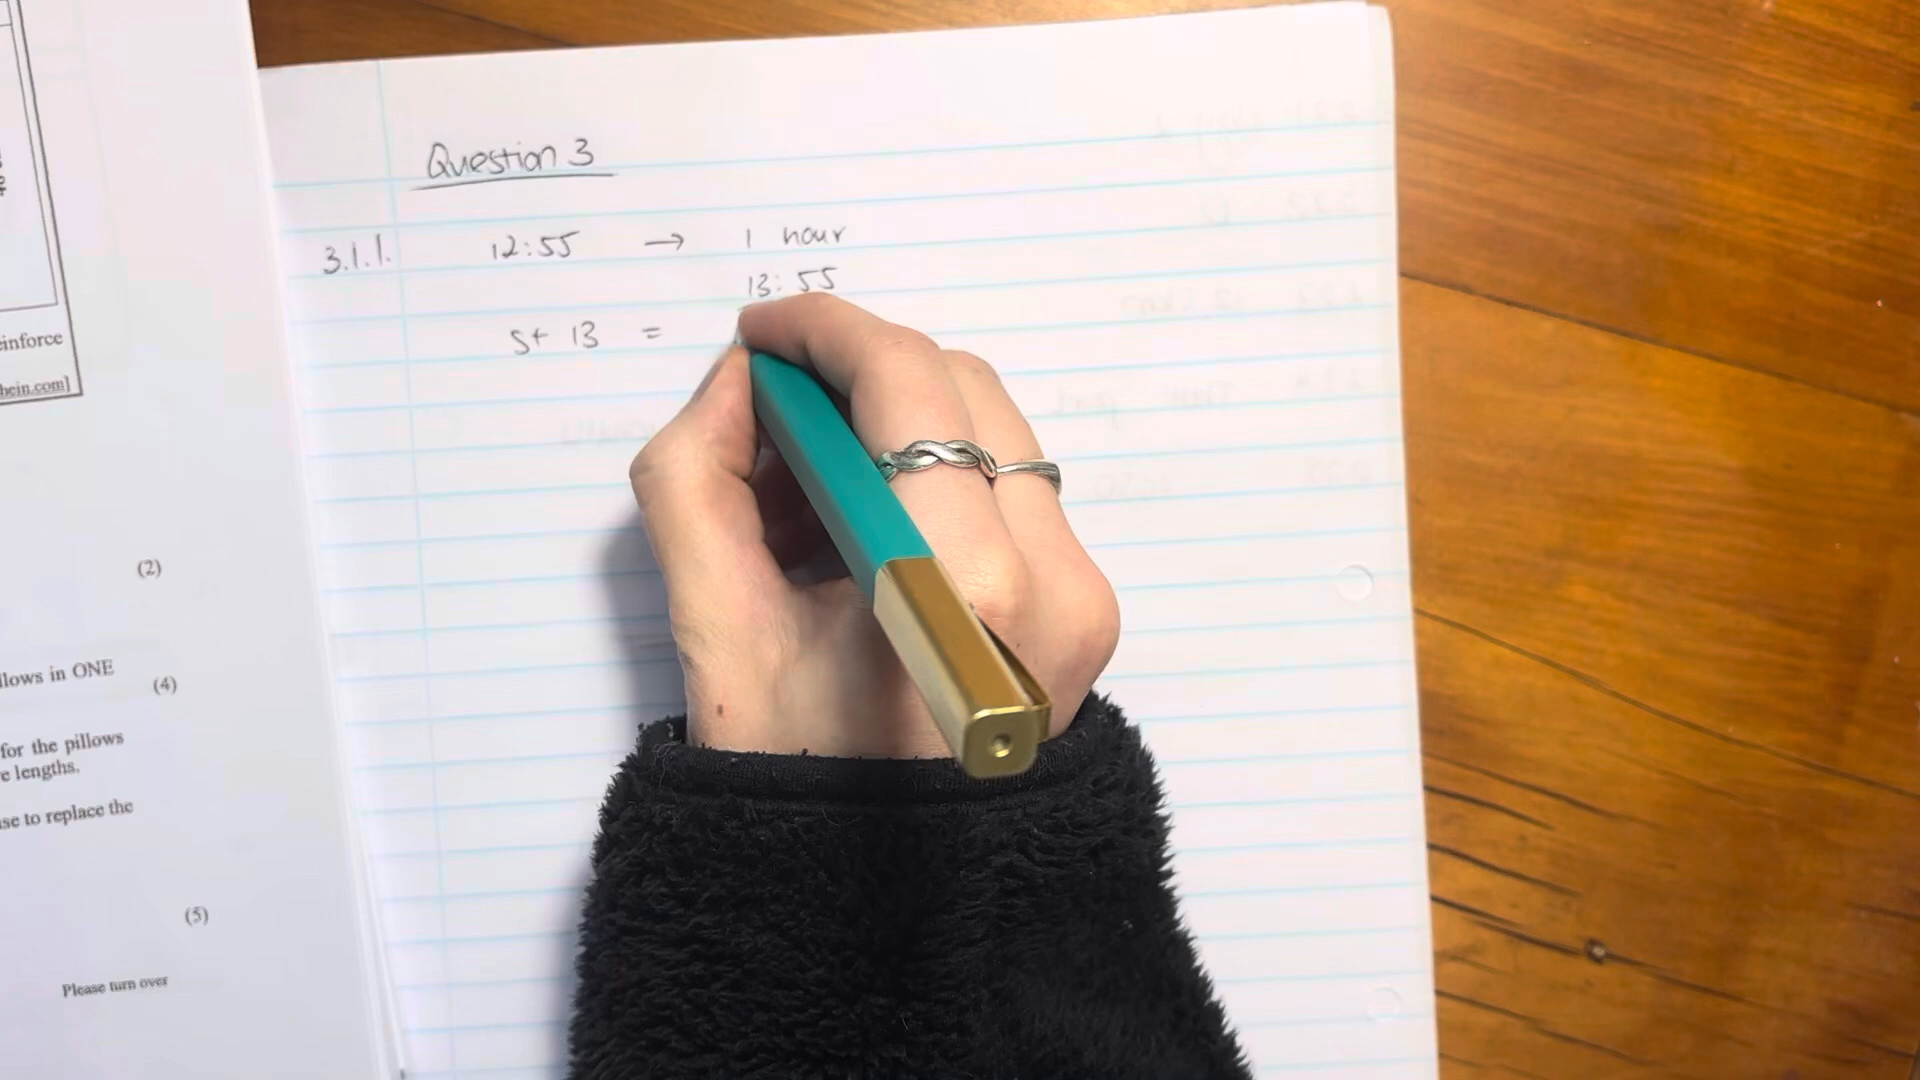 einforce
hein.com]
(2)
llows in ONE
(4)
for the pillows
e lengths.
se to replace the
(5)
Please turn over
Question 3
3.1.1. 12:55 → 1 hour
13:55
5+ 13 =